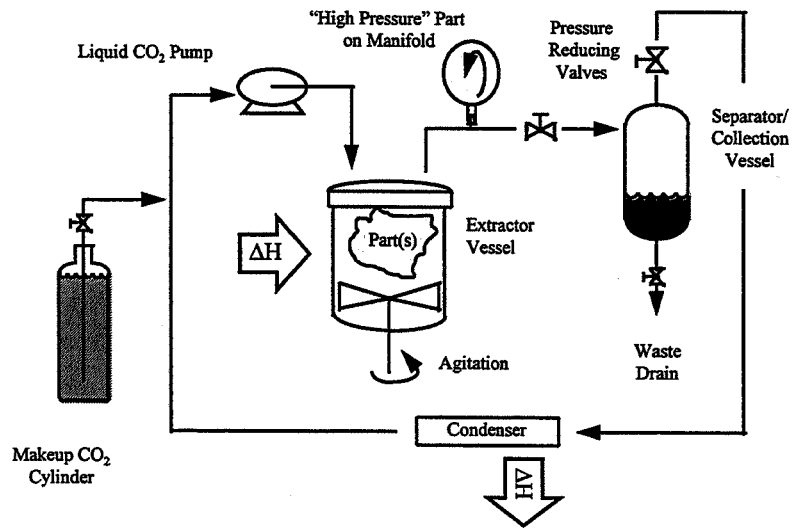 "High Pressure" Part
on Manifold
Liquid CO₂ Pump
Pressure
Reducing
Valves
Separator/
Collection
Vessel
Part(s)
Extractor
Vessel
ΔH
Agitation
Waste
Drain
Condenser
Makeup CO₂
Cylinder
ΔH